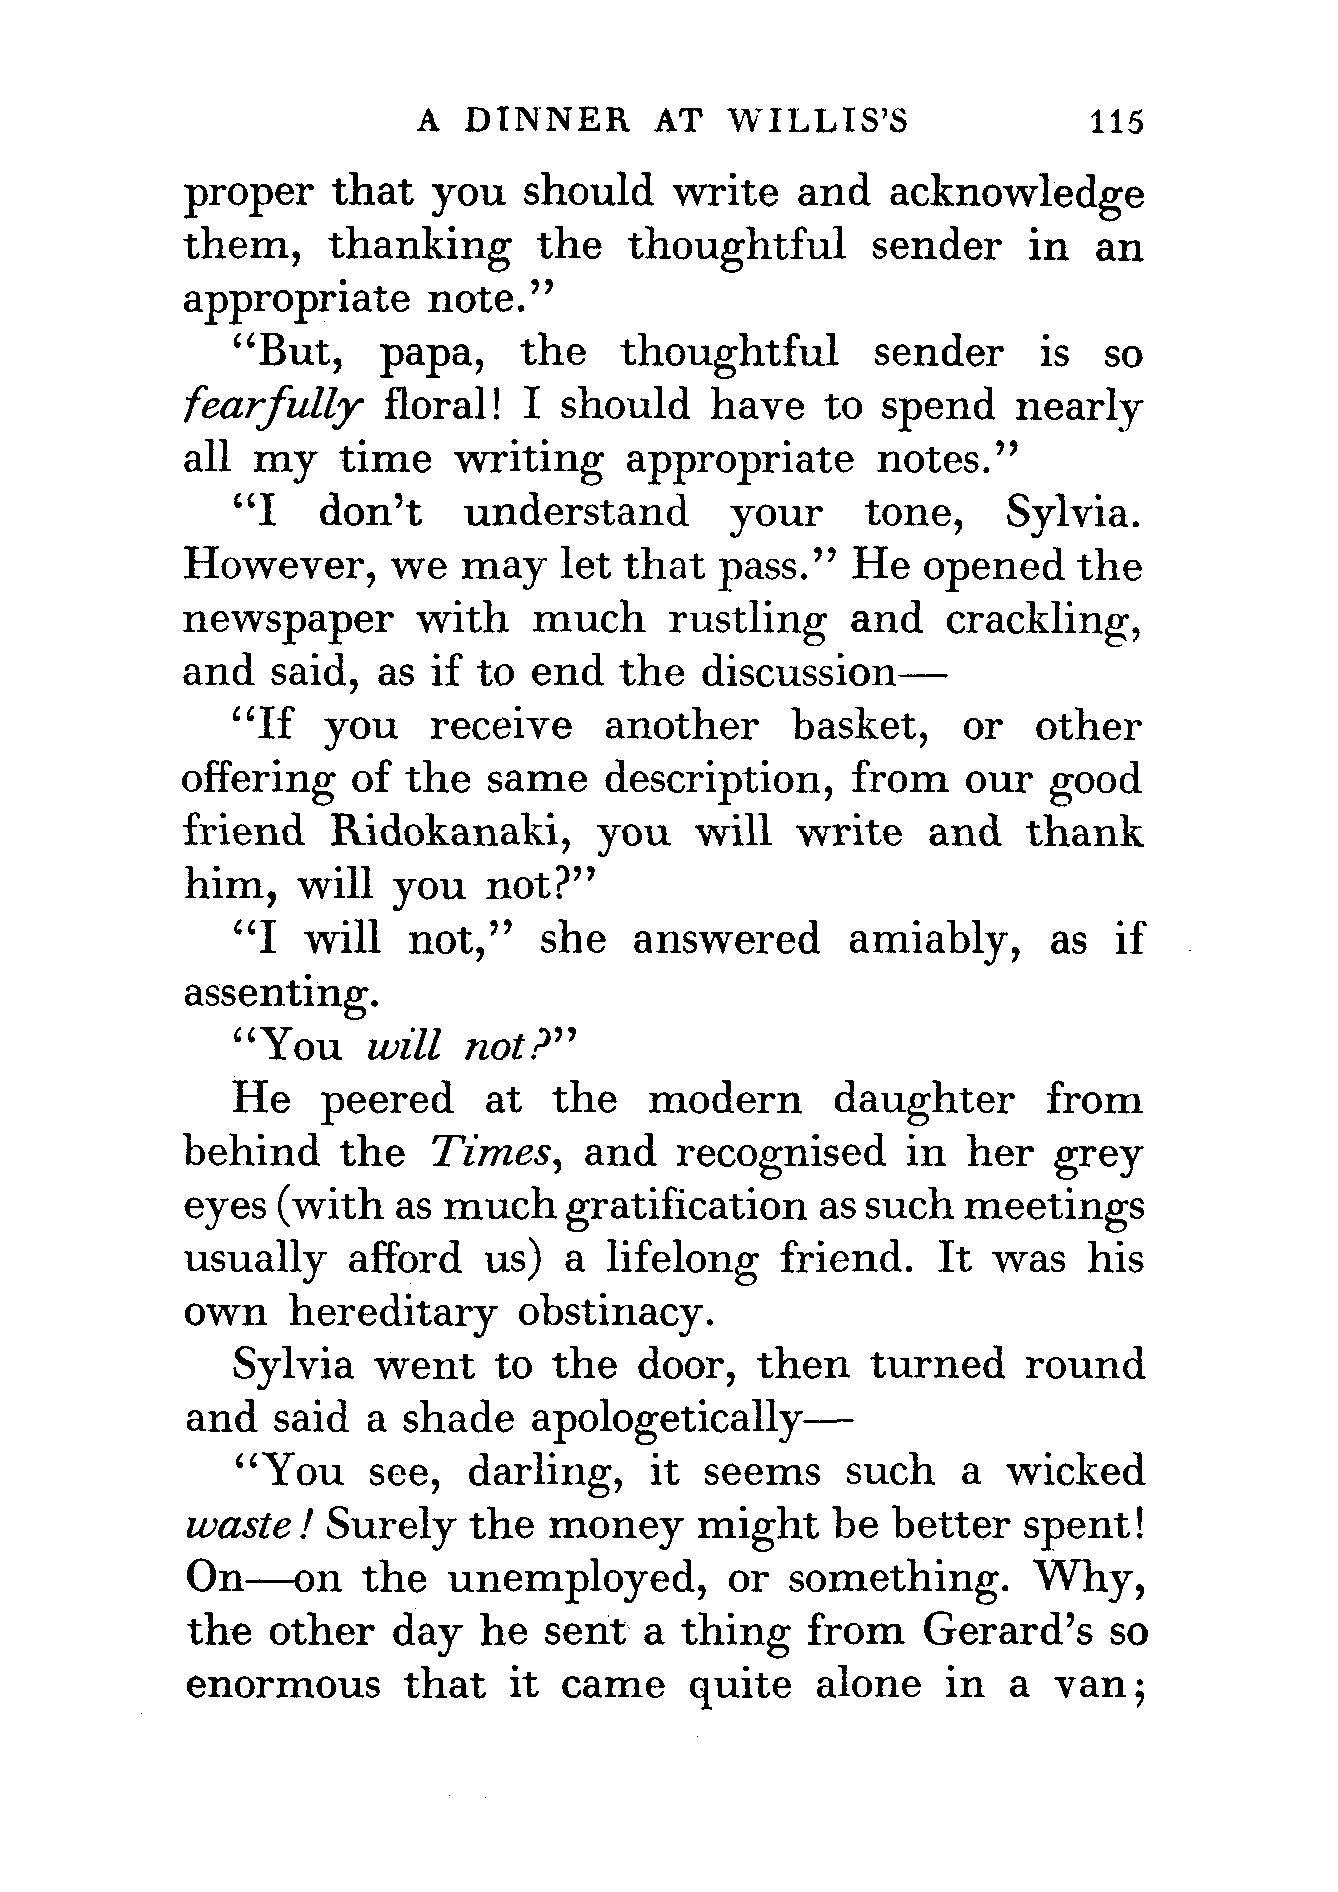 A DINNER AT WILLIS'S 115
proper that you should write and acknowledge
them, thanking the thoughtful sender in an
appropriate note."
"But, papa, the thoughtful sender is so
fearfully floral! I should have to spend nearly
all my time writing appropriate notes."
"I don't understand your tone, Sylvia.
However, we may let that pass." He opened the
newspaper with much rustling and crackling,
and said, as if to end the discussion—
"If you receive another basket, or other
offering of the same description, from our good
friend Ridokanaki, you will write and thank
him, will you not?"
"I will not," she answered amiably, as if
assenting.
"You will not?"
He peered at the modern daughter from
behind the Times, and recognised in her grey
eyes (with as much gratification as such meetings
usually afford us) a lifelong friend. It was his
own hereditary obstinacy.
Sylvia went to the door, then turned round
and said a shade apologetically—
"You see, darling, it seems such a wicked
waste! Surely the money might be better spent!
On—on the unemployed, or something. Why,
the other day he sent a thing from Gerard's so
enormous that it came quite alone in a van;